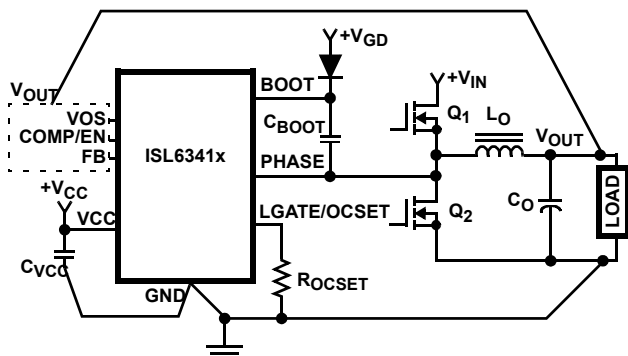 +VGD
VOUT
BOOT
+VIN
VOS
COMP/EN
FB
ISL6341x
CBOOT
Q1
LO
VOUT
PHASE
+VCC
VCC
LGATE/OCSET
Q2
CO
LOAD
CVCC
GND
ROCSET